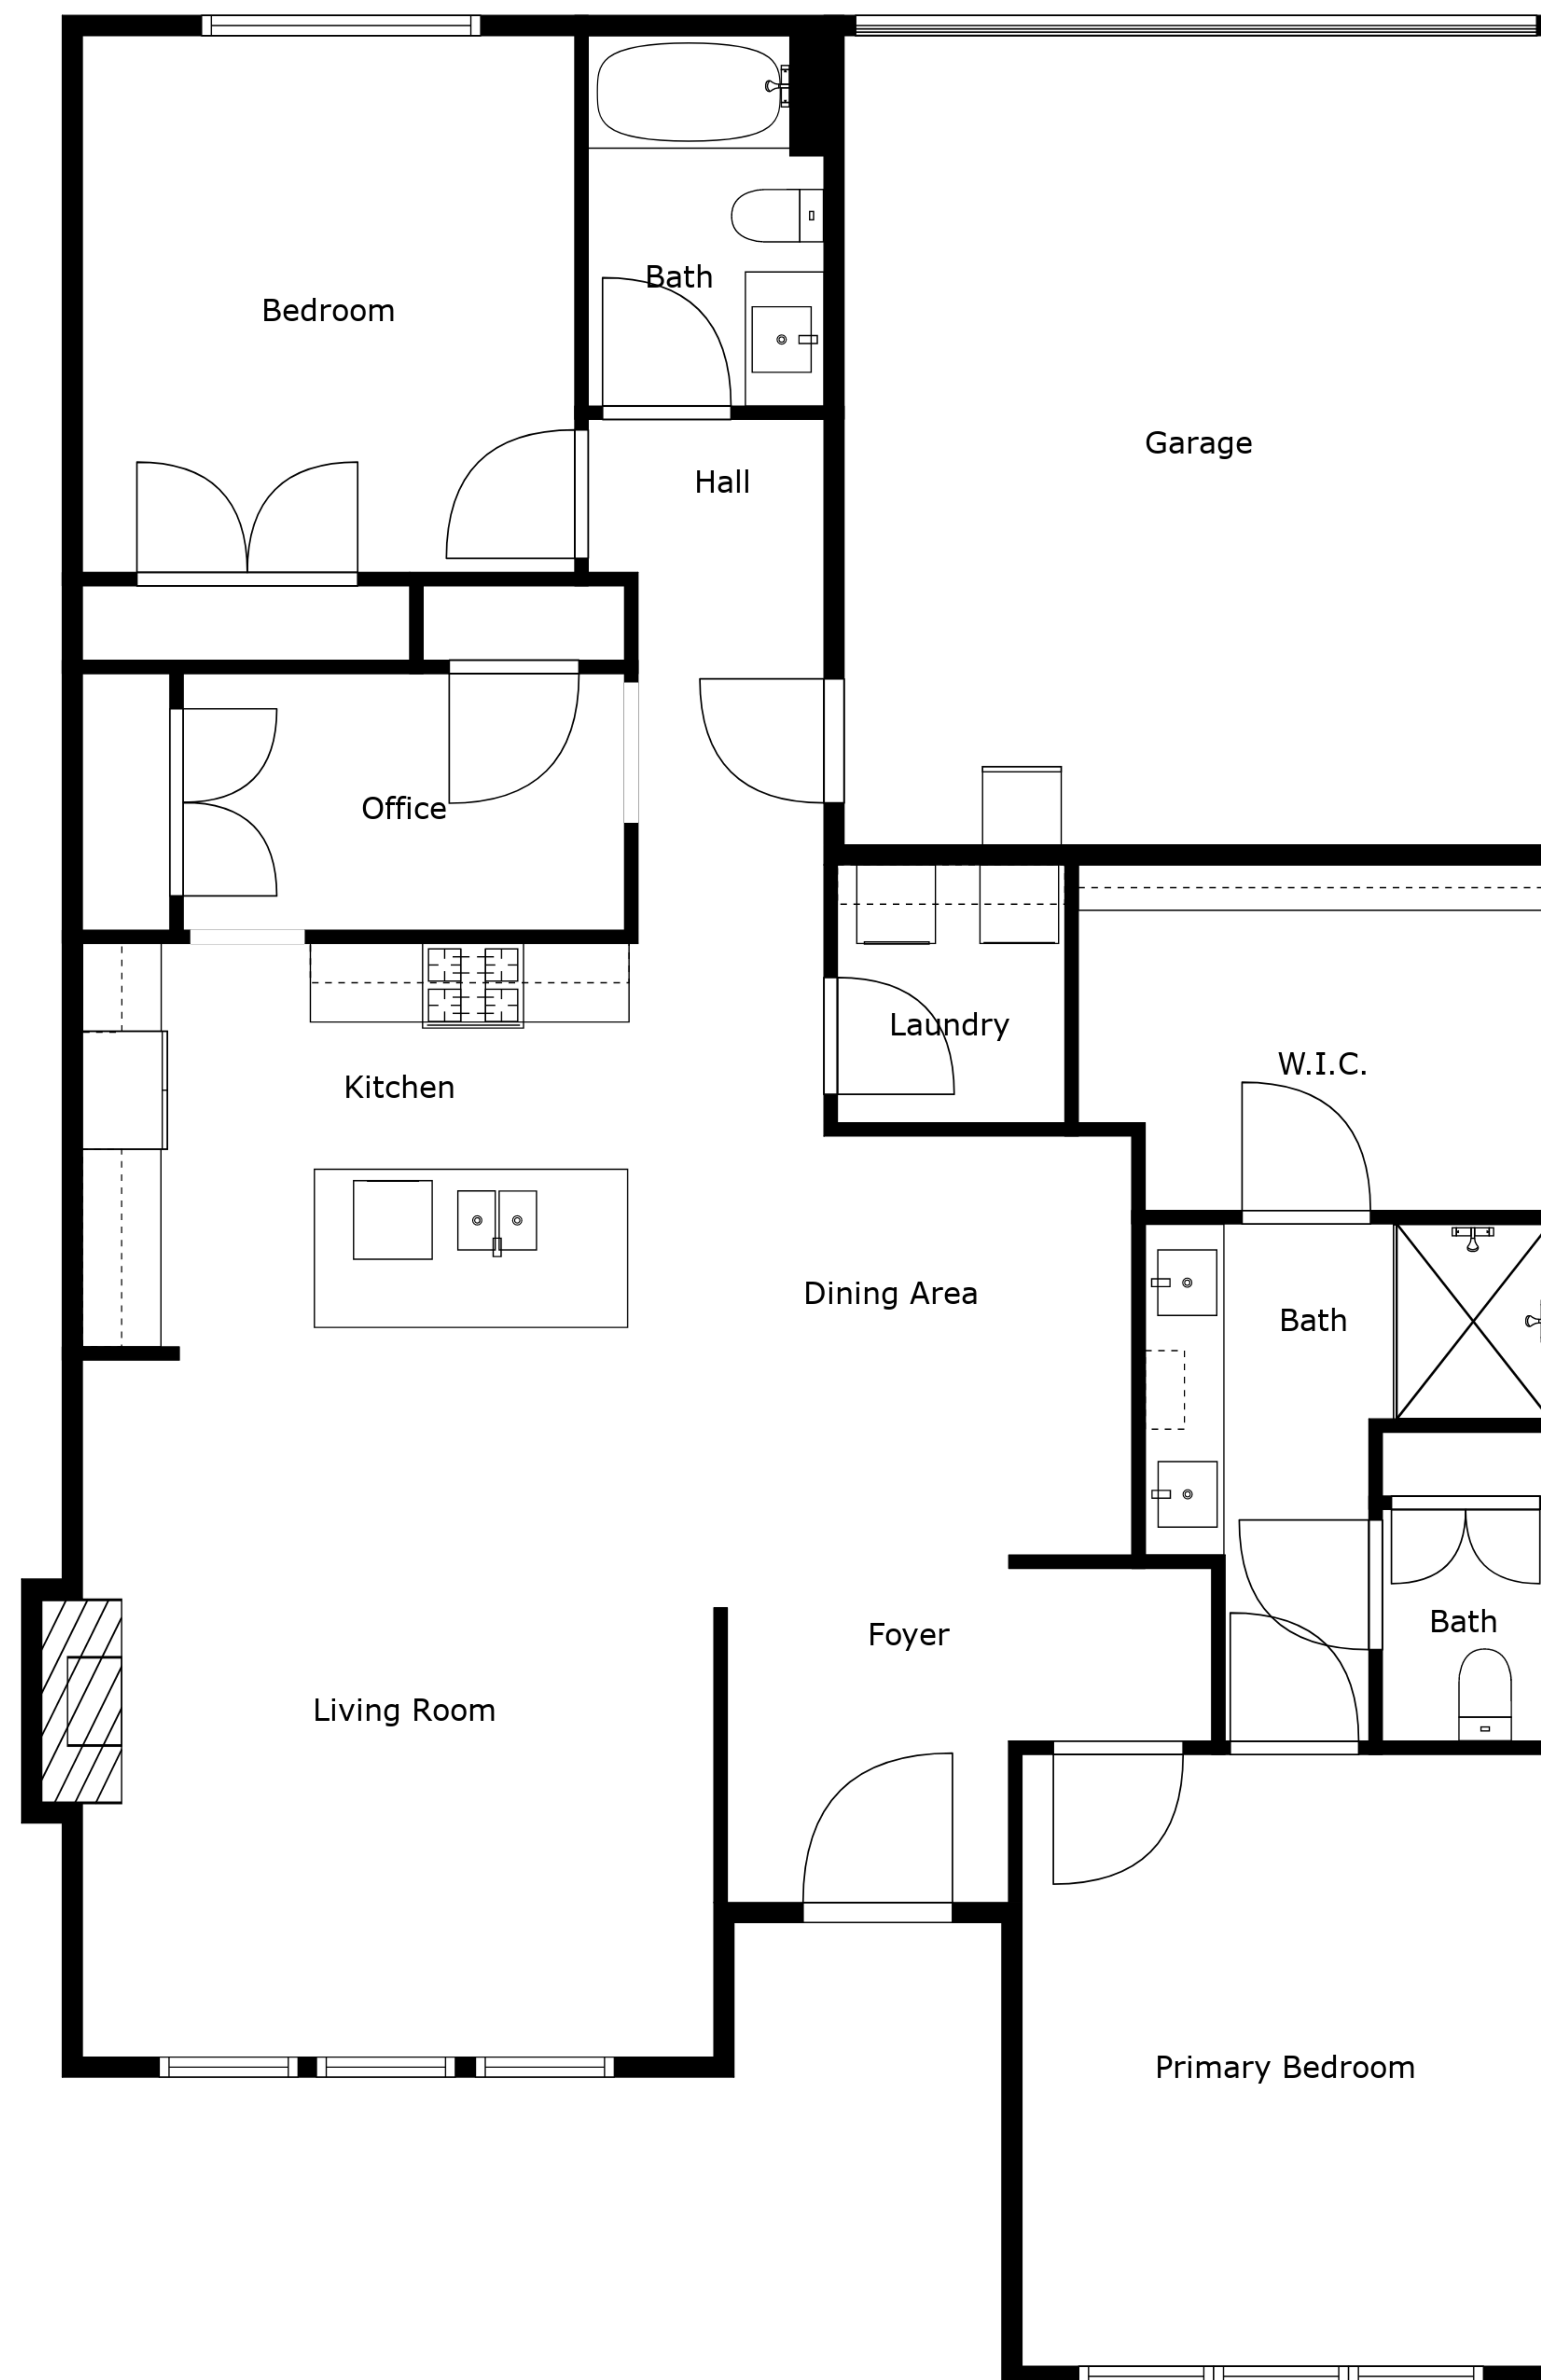 Bath
Bedroom
Garage
Hall
Office
Laundry
W.I.C.
Kitchen
Dining Area
Bath
Bath
Foyer
Living Room
Primary Bedroom